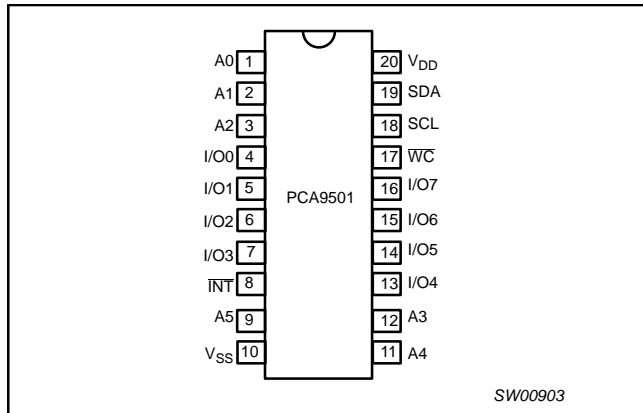 A0 1 20 VDD
A1 2 19 SDA
A2 3 18 SCL
I/O0 4 17 W̅C̅
I/O1 5 16 I/O7
PCA9501
I/O2 6 15 I/O6
I/O3 7 14 I/O5
I̅N̅T̅ 8 13 I/O4
A5 9 12 A3
VSS 10 11 A4
SW00903